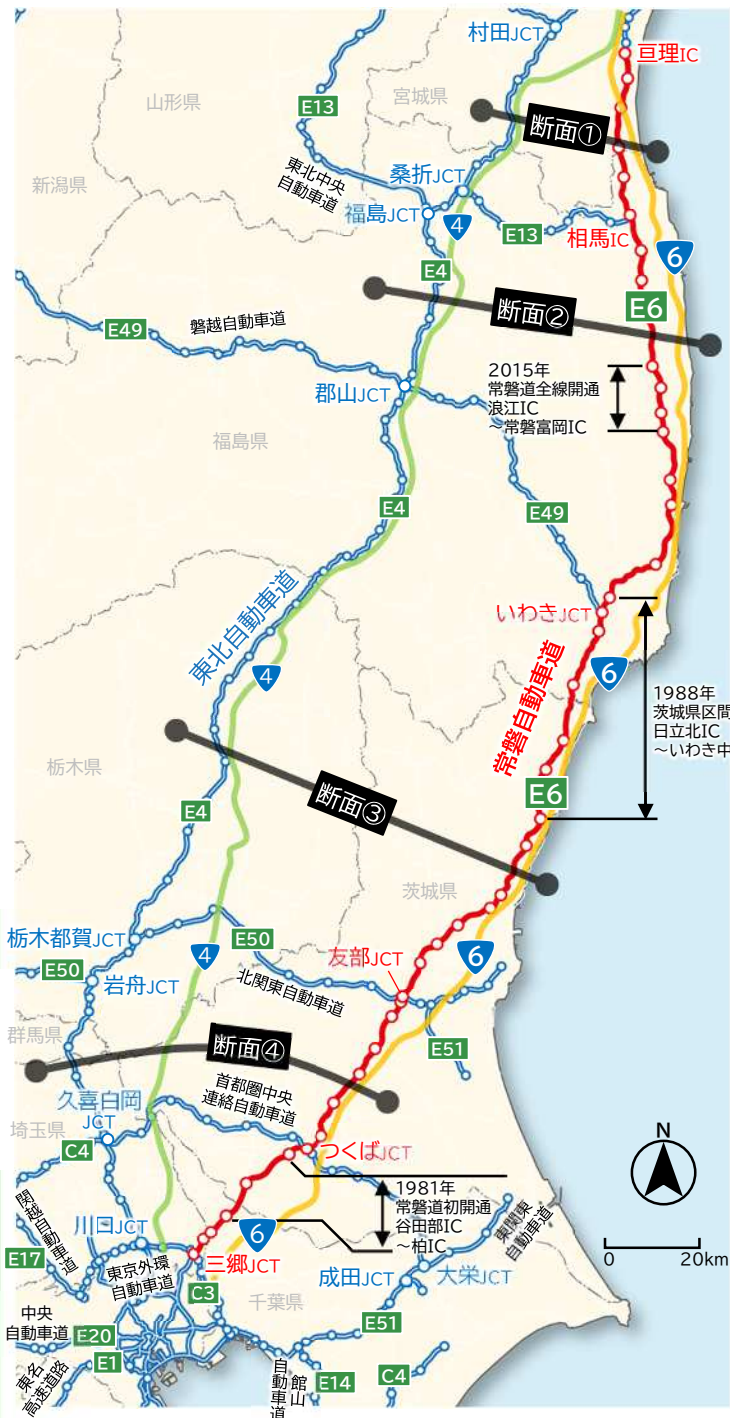 村田JCT
亘理IC
E13
山形県
宮城県
断面①
東北中央
自動車道
桑折JCT
新潟県
福島JCT
4
E13
相馬IC
6
E4
E6
断面②
E49
磐越自動車道
2015年
常磐道全線開通
浪江IC
～常磐富岡IC
郡山JCT
福島県
E4
E49
東北自動車道
いわきJCT
4
常磐自動車道
6
1988年
茨城県区間
日立北IC
～いわき中
栃木県
E6
断面③
E4
茨城県
栃木都賀JCT
E50
4
友部JCT
6
E50
岩舟JCT
北関東自動車道
群馬県
断面④
E51
久喜白岡
JCT
首都圏中央
連絡自動車道
埼玉県
C4
つくばJCT
N
1981年
常磐道初開通
谷田部IC
～柏IC
関越自動車道
川口JCT
6
東関東
自動車道
E17
東京外環
自動車道
三郷JCT
成田JCT
大栄JCT
0
20km
C3
千葉県
中央
自動車道
E20
E51
E1
東名
高速道路
館山
自動車道
E14
C4